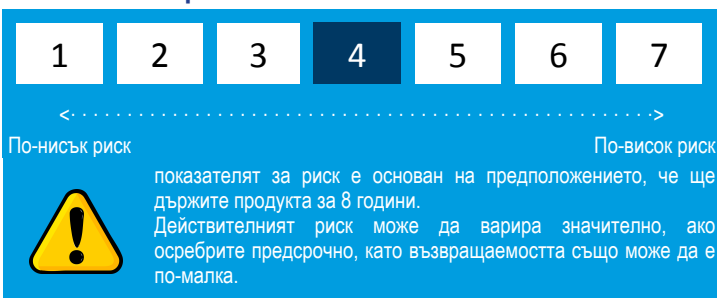 1 2 3 4 5 6 7
<· · · · · · · · · · · · · · · · · · · · · · · · · · · · · · · · · · · · · · · · · · · · · · · · · · · · ·>
По-нисък риск По-висок риск
показателят за риск е основан на предположението, че ще
държите продукта за 8 години.
Действителният риск може да варира значително, ако
осребрите предсрочно, като възвращаемостта също може да е
по-малка.